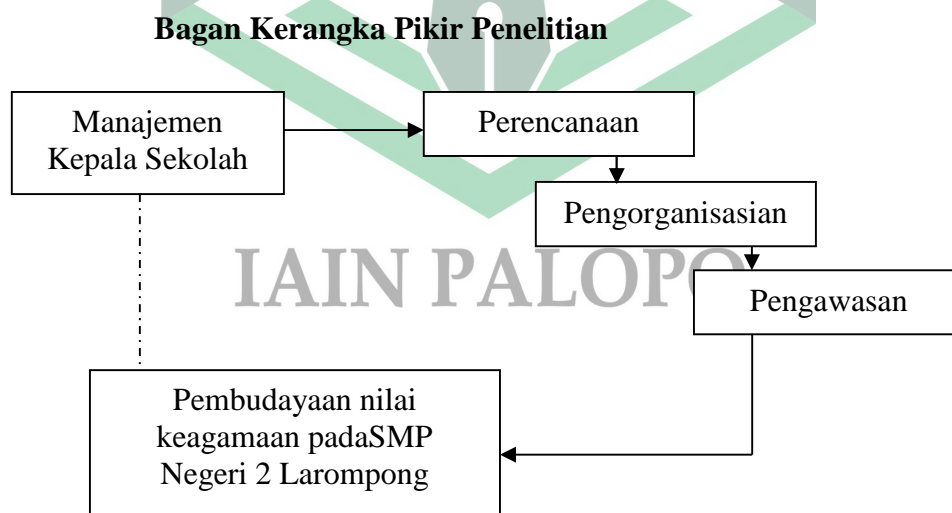 Bagan Kerangka Pikir Penelitian
Manajemen
Kepala Sekolah
Perencanaan
Pengorganisasian
IAIN PALOPO
Pengawasan
Pembudayaan nilai
keagamaan padaSMP
Negeri 2 Larompong